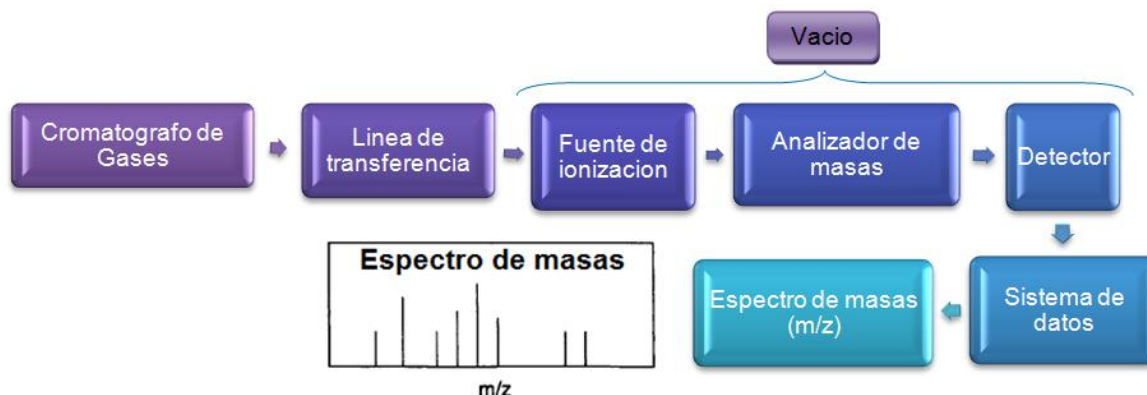 Vacio
Cromatografo de
Gases
Linea de
transferencia
Fuente de
ionizacion
Analizador de
masas
Detector
Espectro de masas
m/z
Espectro de masas
(m/z)
Sistema de
datos